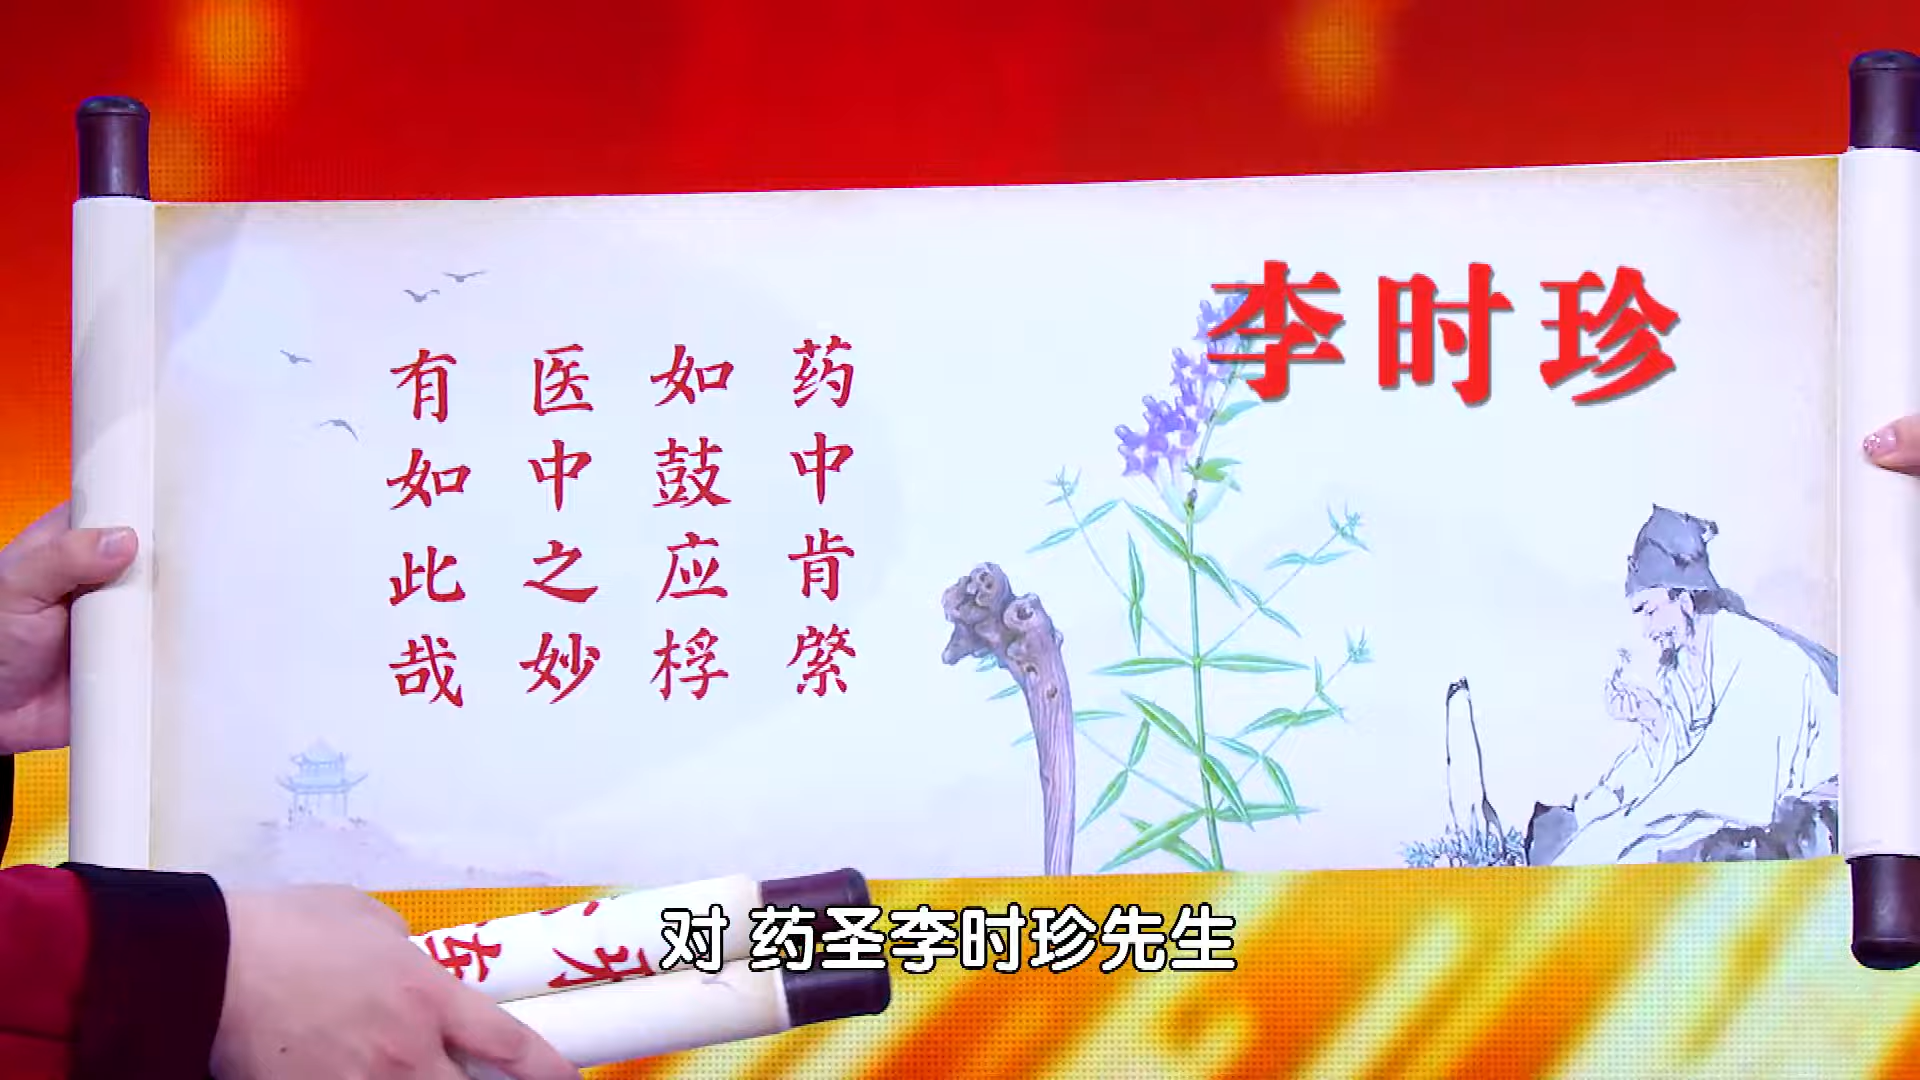 李时珍
药中肯綮
如鼓应桴
医中之妙
有如此哉
对 药圣李时珍先生